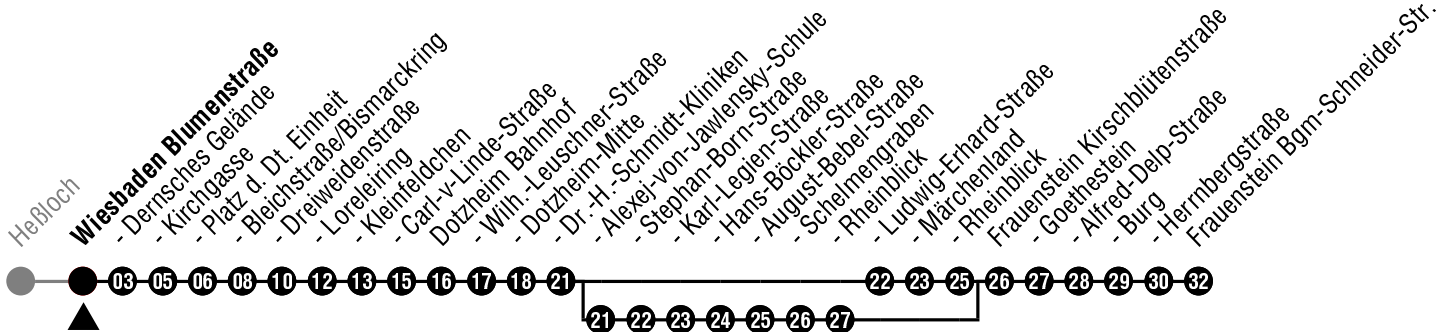 Heßloch
Wiesbaden Blumenstraße
- Dernsches Gelände
- Kirchgasse
- Platz d. Dt. Einheit
- Bleichstraße/Bismarckring
- Dreiweidenstraße
- Loreleiring
- Kleinfeldchen
- Carl-v-Linde-Straße
Dotzheim Bahnhof
- Wilh.-Leuschner-Straße
- Dotzheim-Mitte
- Dr.-H.-Schmidt-Kliniken
- Alexej-von-Jawlensky-Schule
- Stephan-Born-Straße
- Karl-Legien-Straße
- Hans-Böckler-Straße
- August-Bebel-Straße
- Schelmengraben
- Rheinblick
- Ludwig-Erhard-Straße
- Märchenland
- Rheinblick
Frauenstein Kirschblütenstraße
- Goethestein
- Alfred-Delp-Straße
- Burg
- Herrnbergstraße
Frauenstein Bgm-Schneider-Str.
03 05 06 08 10 12 13 15 16 17 18 21 22 23 25 26 27 28 29 30 32
21 22 23 24 25 26 27